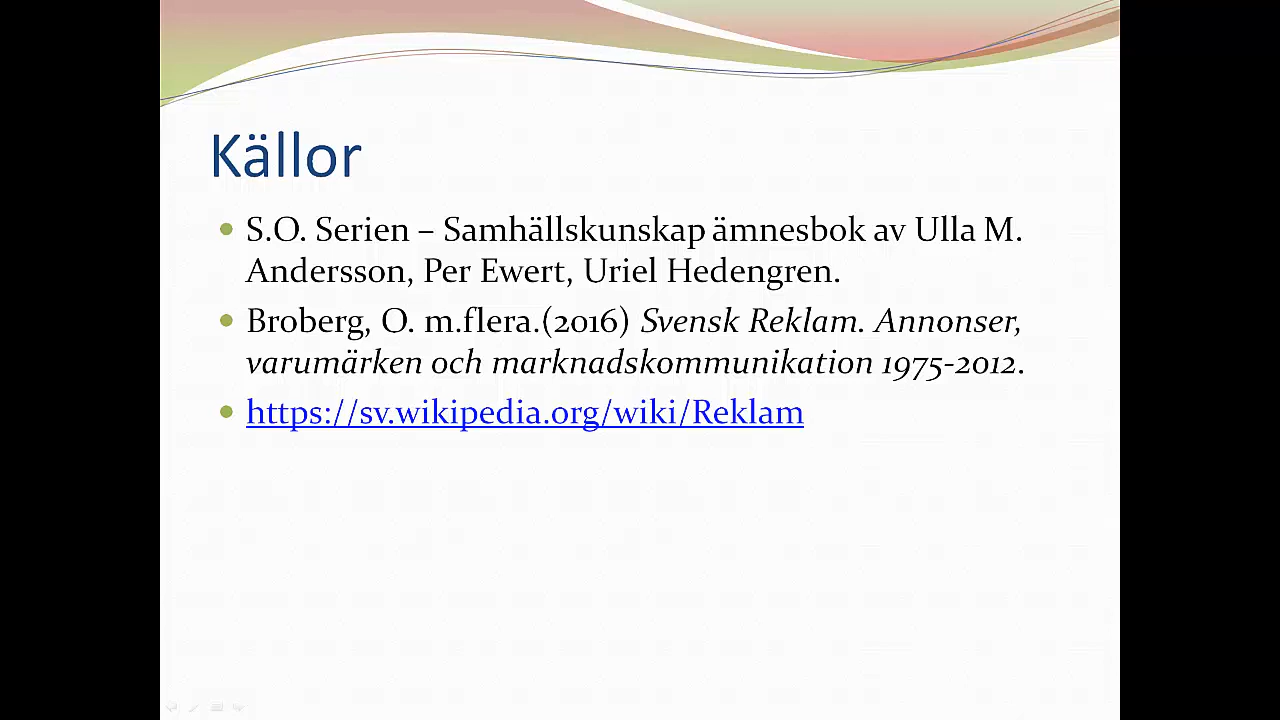 Källor
S.O. Serien – Samhällskunskap ämnesbok av Ulla M.
Andersson, Per Ewert, Uriel Hedengren.
Broberg, O. m.flera.(2016) Svensk Reklam. Annonser,
varumärken och marknadskommunikation 1975-2012.
https://sv.wikipedia.org/wiki/Reklam